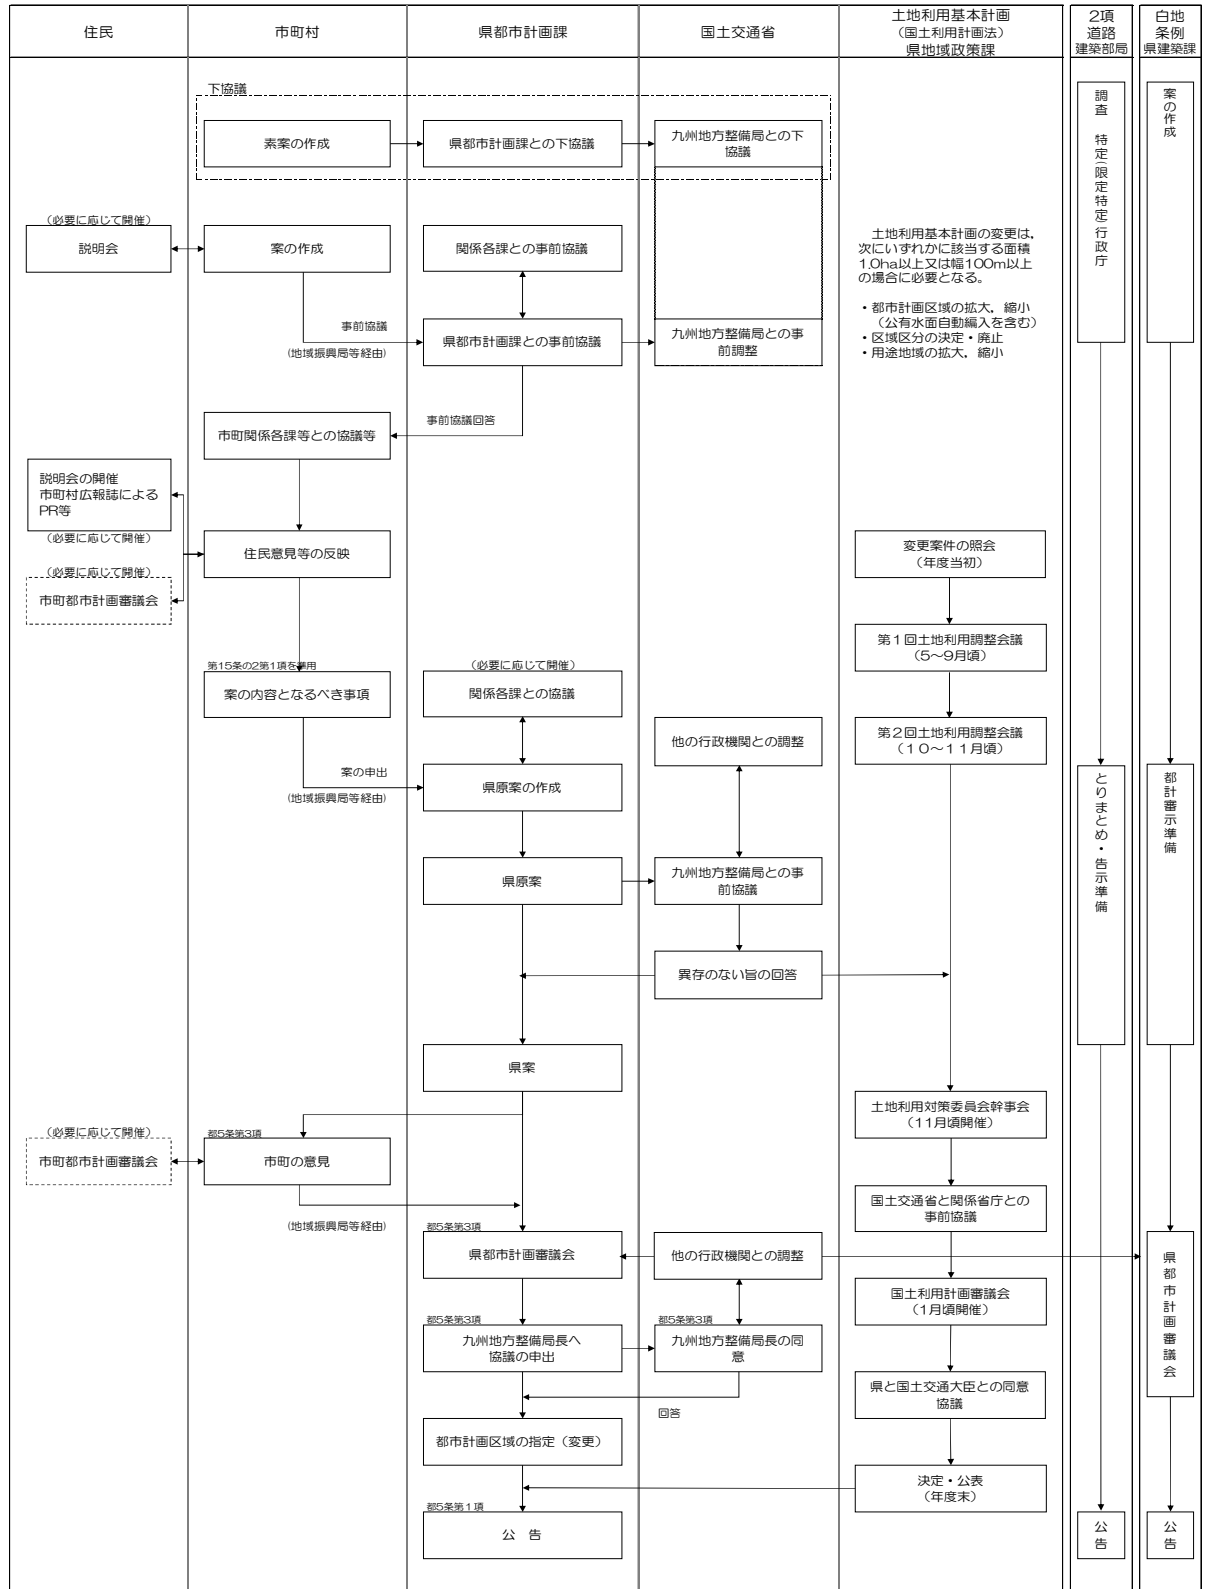 住民
市町村
県都市計画課
国土交通省
土地利用基本計画
（国土利用計画法）
県地域政策課
2項
道路
建築部局
白地
条例
県建築課
下協議
素案の作成
県都市計画課との下協議
九州地方整備局との下
協議
調査　特定（限定特定）行政庁
案の作成
（必要に応じて開催）
説明会
案の作成
関係各課との事前協議
土地利用基本計画の変更は，
次にいずれかに該当する面積
1.0ha以上又は幅100m以上
の場合に必要となる。
・都市計画区域の拡大，縮小
（公有水面自動編入を含む）
・区域区分の決定・廃止
・用途地域の拡大，縮小
事前協議
(地域振興局等経由)
県都市計画課との事前協議
九州地方整備局との事
前調整
事前協議回答
市町関係各課等との協議等
説明会の開催
市町村広報誌による
PR等
（必要に応じて開催）
住民意見等の反映
変更案件の照会
（年度当初）
（必要に応じて開催）
市町都市計画審議会
第１回土地利用調整会議
（5～9月頃）
第15条の2第1項を準用
案の内容となるべき事項
（必要に応じて開催）
関係各課との協議
他の行政機関との調整
第２回土地利用調整会議
（１０～１１月頃）
案の申出
(地域振興局等経由)
県原案の作成
とりまとめ・告示準備
都計審示準備
県原案
九州地方整備局との事
前協議
異存のない旨の回答
県案
土地利用対策委員会幹事会
（11月頃開催）
（必要に応じて開催）
市町都市計画審議会
都5条第3項
市町の意見
(地域振興局等経由)
国土交通省と関係省庁との
事前協議
都5条第3項
県都市計画審議会
他の行政機関との調整
県都市計画審議会
国土利用計画審議会
（1月頃開催）
都5条第3項
九州地方整備局長へ
協議の申出
都5条第3項
九州地方整備局長の同
意
県と国土交通大臣との同意
協議
回答
都市計画区域の指定（変更）
決定・公表
（年度末）
都5条第１項
公　告
公告
公告